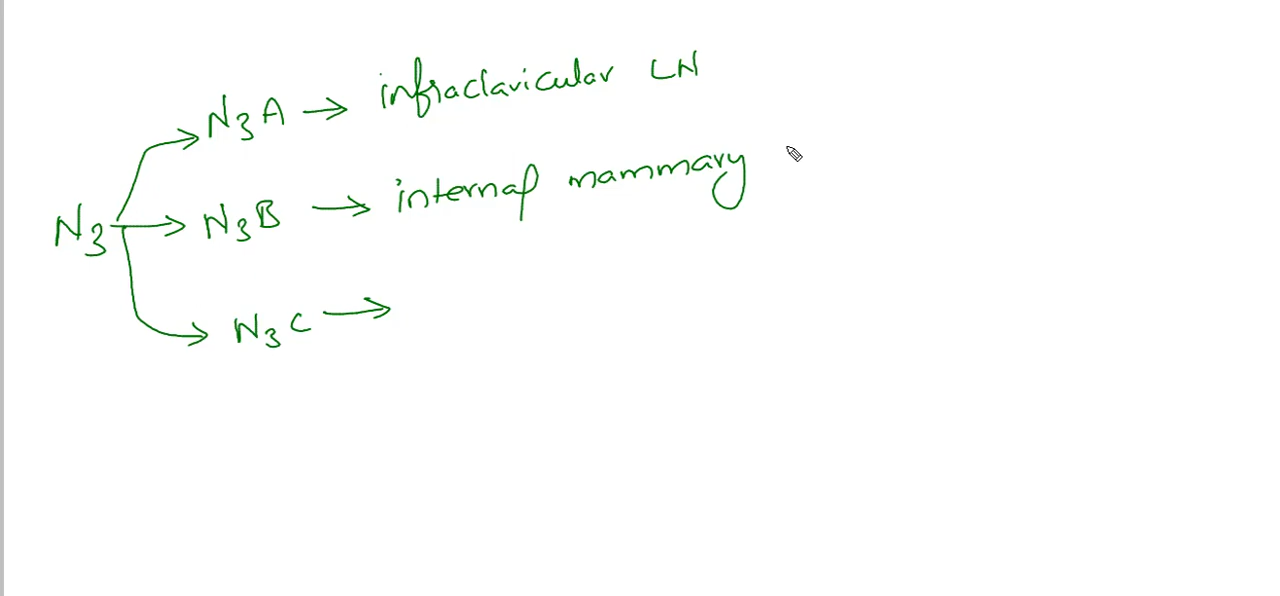 N3A → infraclavicular LN
N3 → N3B → internal mammary
N3C →